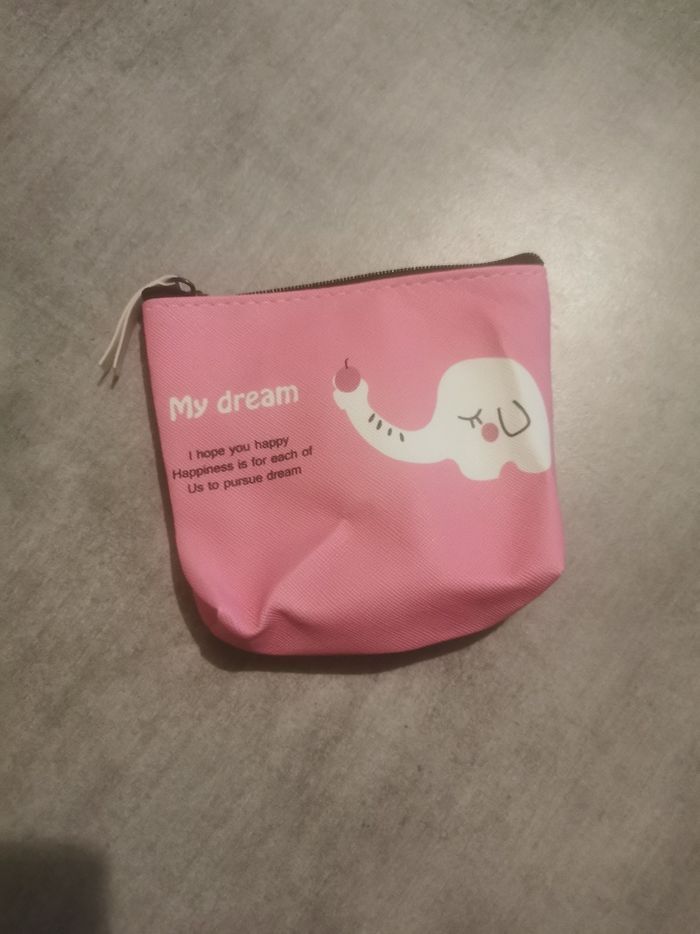 My dream
I hope you happy
Happiness is for each of
Us to pursue dream